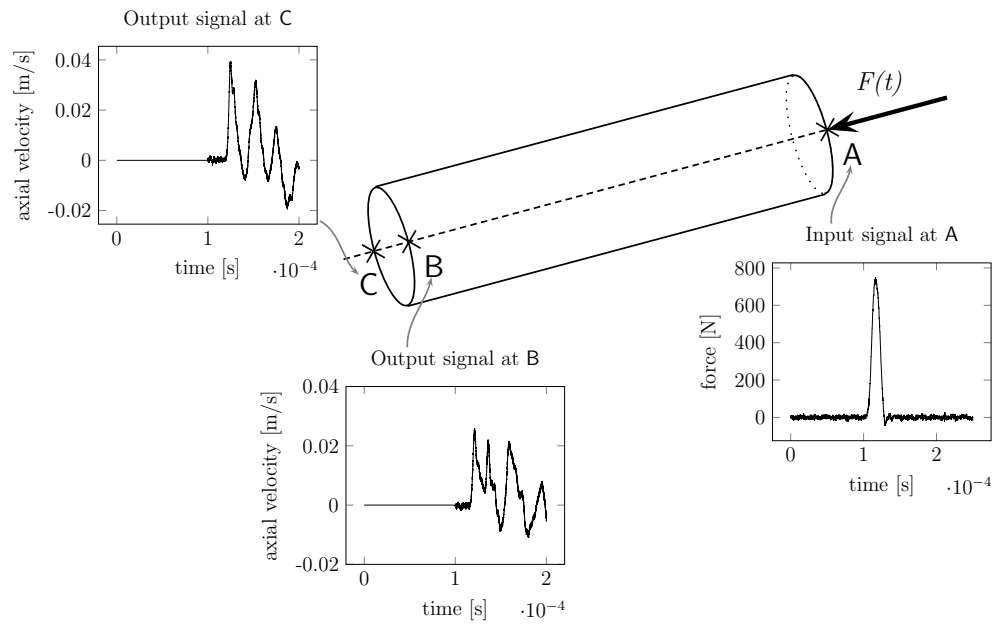 Output signal at C
axial velocity [m/s]
0.04
0.02
0
-0.02
0
1
2
time [s]
·10⁻⁴
F(t)
A
B
C
Input signal at A
force [N]
800
600
400
200
0
0
1
2
time [s]
·10⁻⁴
Output signal at B
axial velocity [m/s]
0.04
0.02
0
-0.02
0
1
2
time [s]
·10⁻⁴